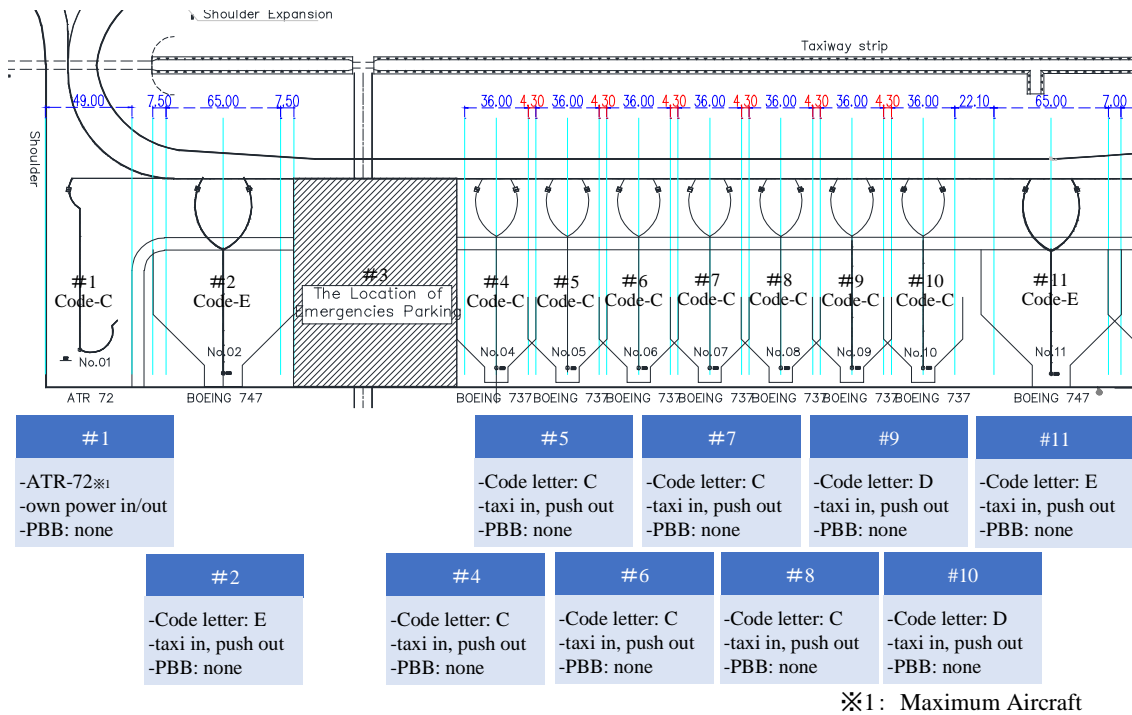 Shoulder Expansion
Taxiway strip
49.00 7.50 65.00 7.50 36.00 4.30 36.00 4.30 36.00 4.30 36.00 4.30 36.00 4.30 36.00 4.30 36.00 22.10 65.00 7.00
Shoulder
#1 #2 #3 #4 #5 #6 #7 #8 #9 #10 #11
Code-C Code-E Code-C Code-C Code-C Code-C Code-C Code-C Code-C Code-E
The Location of
Emergencies Parking
No.01 No.02 No.04 No.05 No.06 No.07 No.08 No.09 No.10 No.11
ATR 72 BOEING 747 BOEING 737 BOEING 737 BOEING 737 BOEING 737 BOEING 737 BOEING 737 BOEING 737 BOEING 747
#1
-ATR-72※1
-own power in/out
-PBB: none
#5
-Code letter: C
-taxi in, push out
-PBB: none
#7
-Code letter: C
-taxi in, push out
-PBB: none
#9
-Code letter: D
-taxi in, push out
-PBB: none
#11
-Code letter: E
-taxi in, push out
-PBB: none
#2
-Code letter: E
-taxi in, push out
-PBB: none
#4
-Code letter: C
-taxi in, push out
-PBB: none
#6
-Code letter: C
-taxi in, push out
-PBB: none
#8
-Code letter: C
-taxi in, push out
-PBB: none
#10
-Code letter: D
-taxi in, push out
-PBB: none
※1: Maximum Aircraft